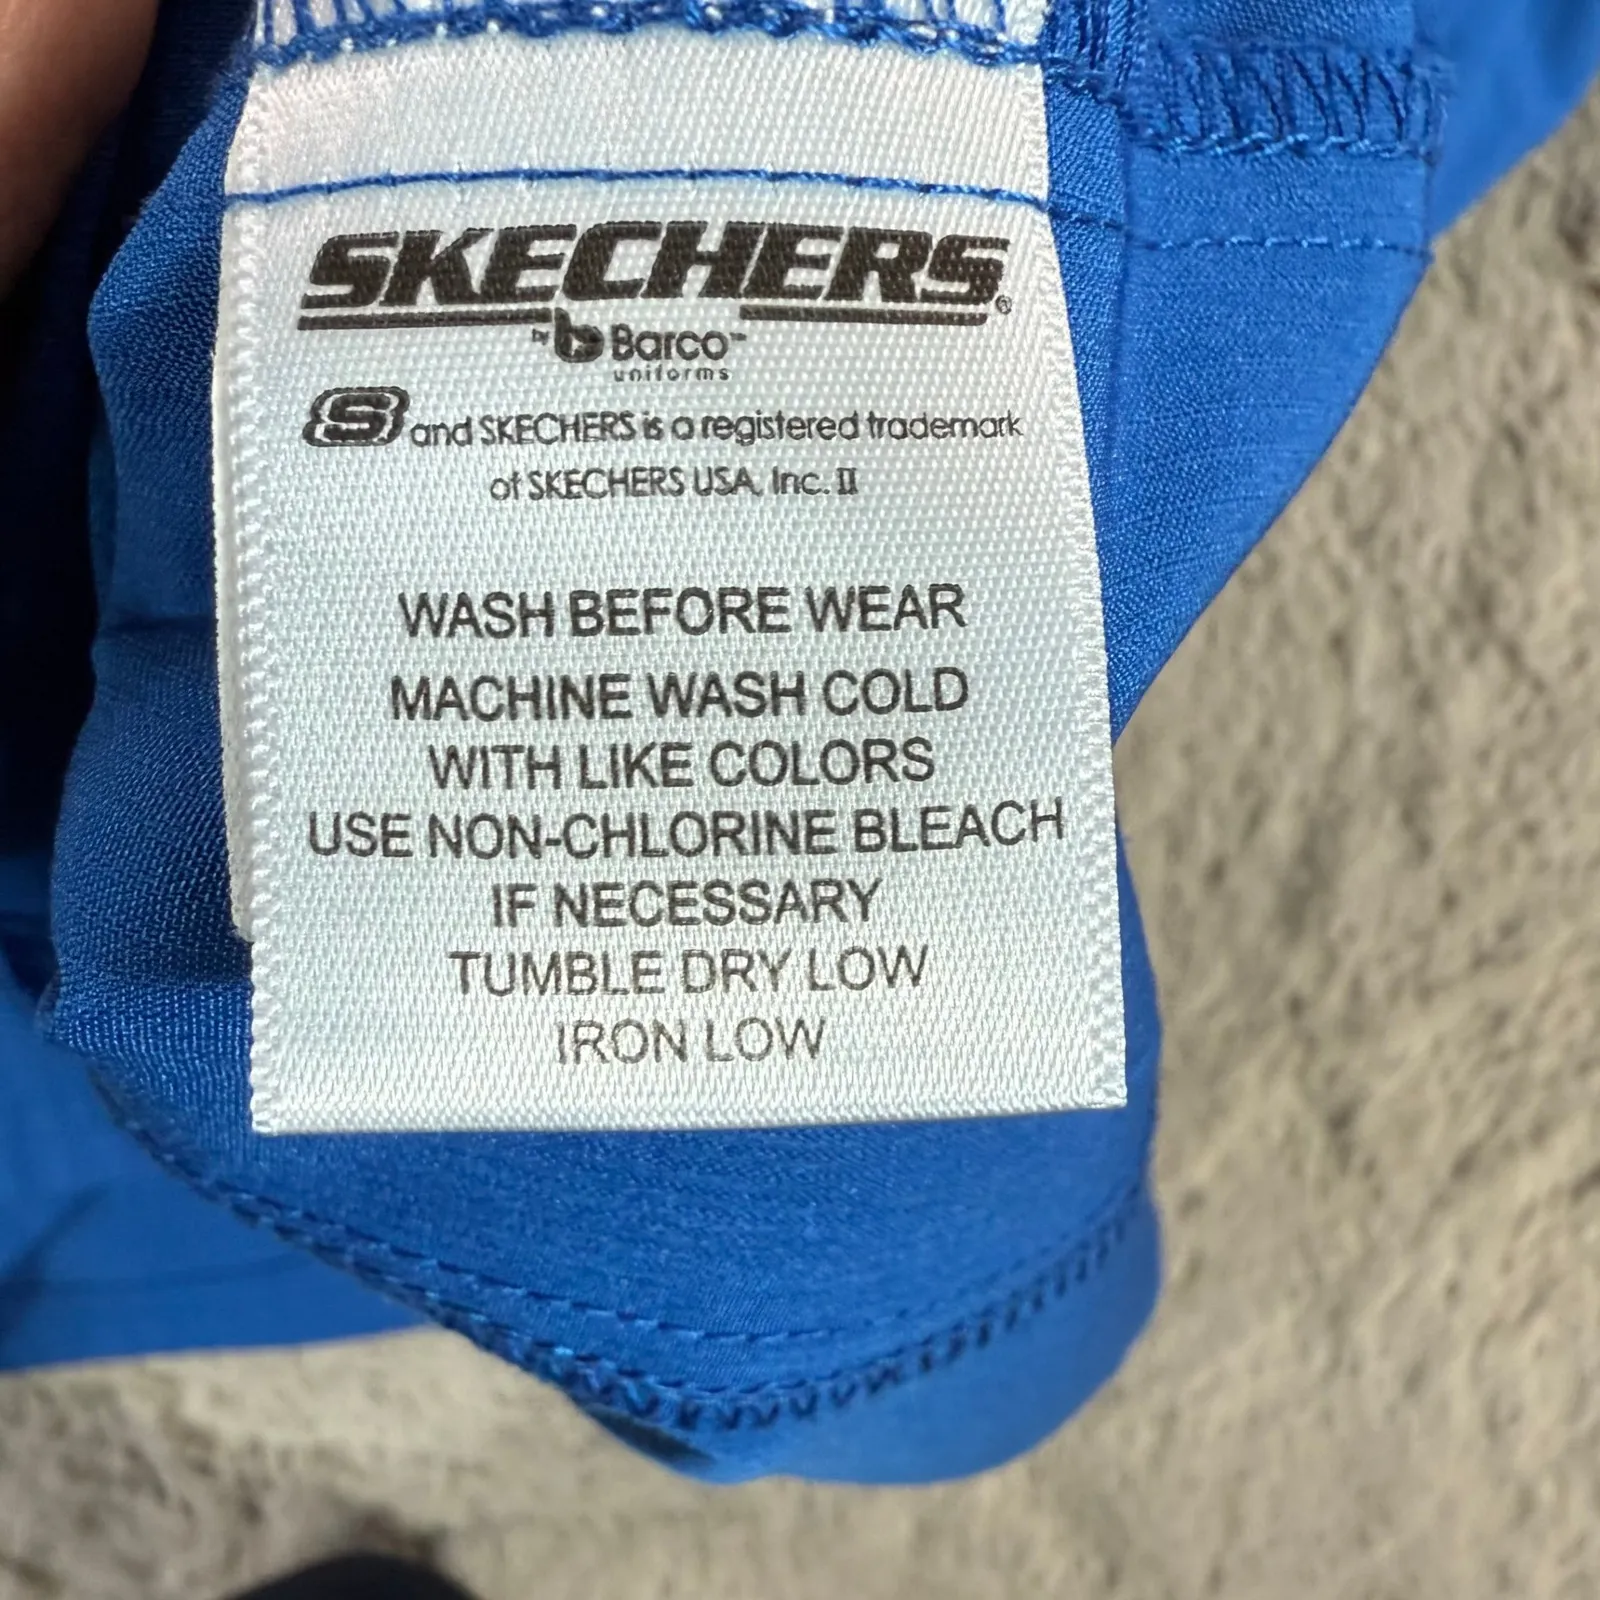 SKECHERS®
by b Barco™
uniforms
S and SKECHERS is a registered trademark
of SKECHERS USA, Inc. II
WASH BEFORE WEAR
MACHINE WASH COLD
WITH LIKE COLORS
USE NON-CHLORINE BLEACH
IF NECESSARY
TUMBLE DRY LOW
IRON LOW